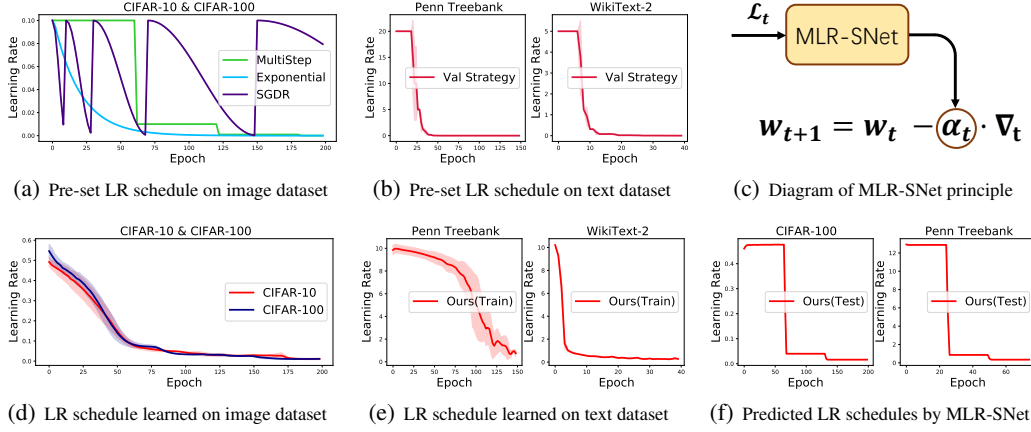 CIFAR-10 & CIFAR-100
Learning Rate
0.10
0.08
0.06
0.04
0.02
0.00
MultiStep
Exponential
SGDR
0 25 50 75 100 125 150 175 200
Epoch
(a) Pre-set LR schedule on image dataset
Penn Treebank
Learning Rate
20
15
10
5
0
Val Strategy
0 25 50 75 100 125 150
Epoch
WikiText-2
Learning Rate
5
4
3
2
1
0
Val Strategy
0 10 20 30 40
Epoch
(b) Pre-set LR schedule on text dataset
ℒt
MLR-SNet
wt+1 = wt − αt · ∇t
(c) Diagram of MLR-SNet principle
CIFAR-10 & CIFAR-100
Learning Rate
0.6
0.5
0.4
0.3
0.2
0.1
0.0
CIFAR-10
CIFAR-100
0 25 50 75 100 125 150 175 200
Epoch
(d) LR schedule learned on image dataset
Penn Treebank
Learning Rate
10
8
6
4
2
0
Ours(Train)
0 25 50 75 100 125 150
Epoch
WikiText-2
Learning Rate
10
8
6
4
2
0
Ours(Train)
0 10 20 30 40
Epoch
(e) LR schedule learned on text dataset
CIFAR-100
Learning Rate
0.4
0.3
0.2
0.1
0.0
Ours(Test)
0 50 100 150 200
Epoch
Penn Treebank
Learning Rate
12
10
8
6
4
2
0
Ours(Test)
0 20 40 60
Epoch
(f) Predicted LR schedules by MLR-SNet